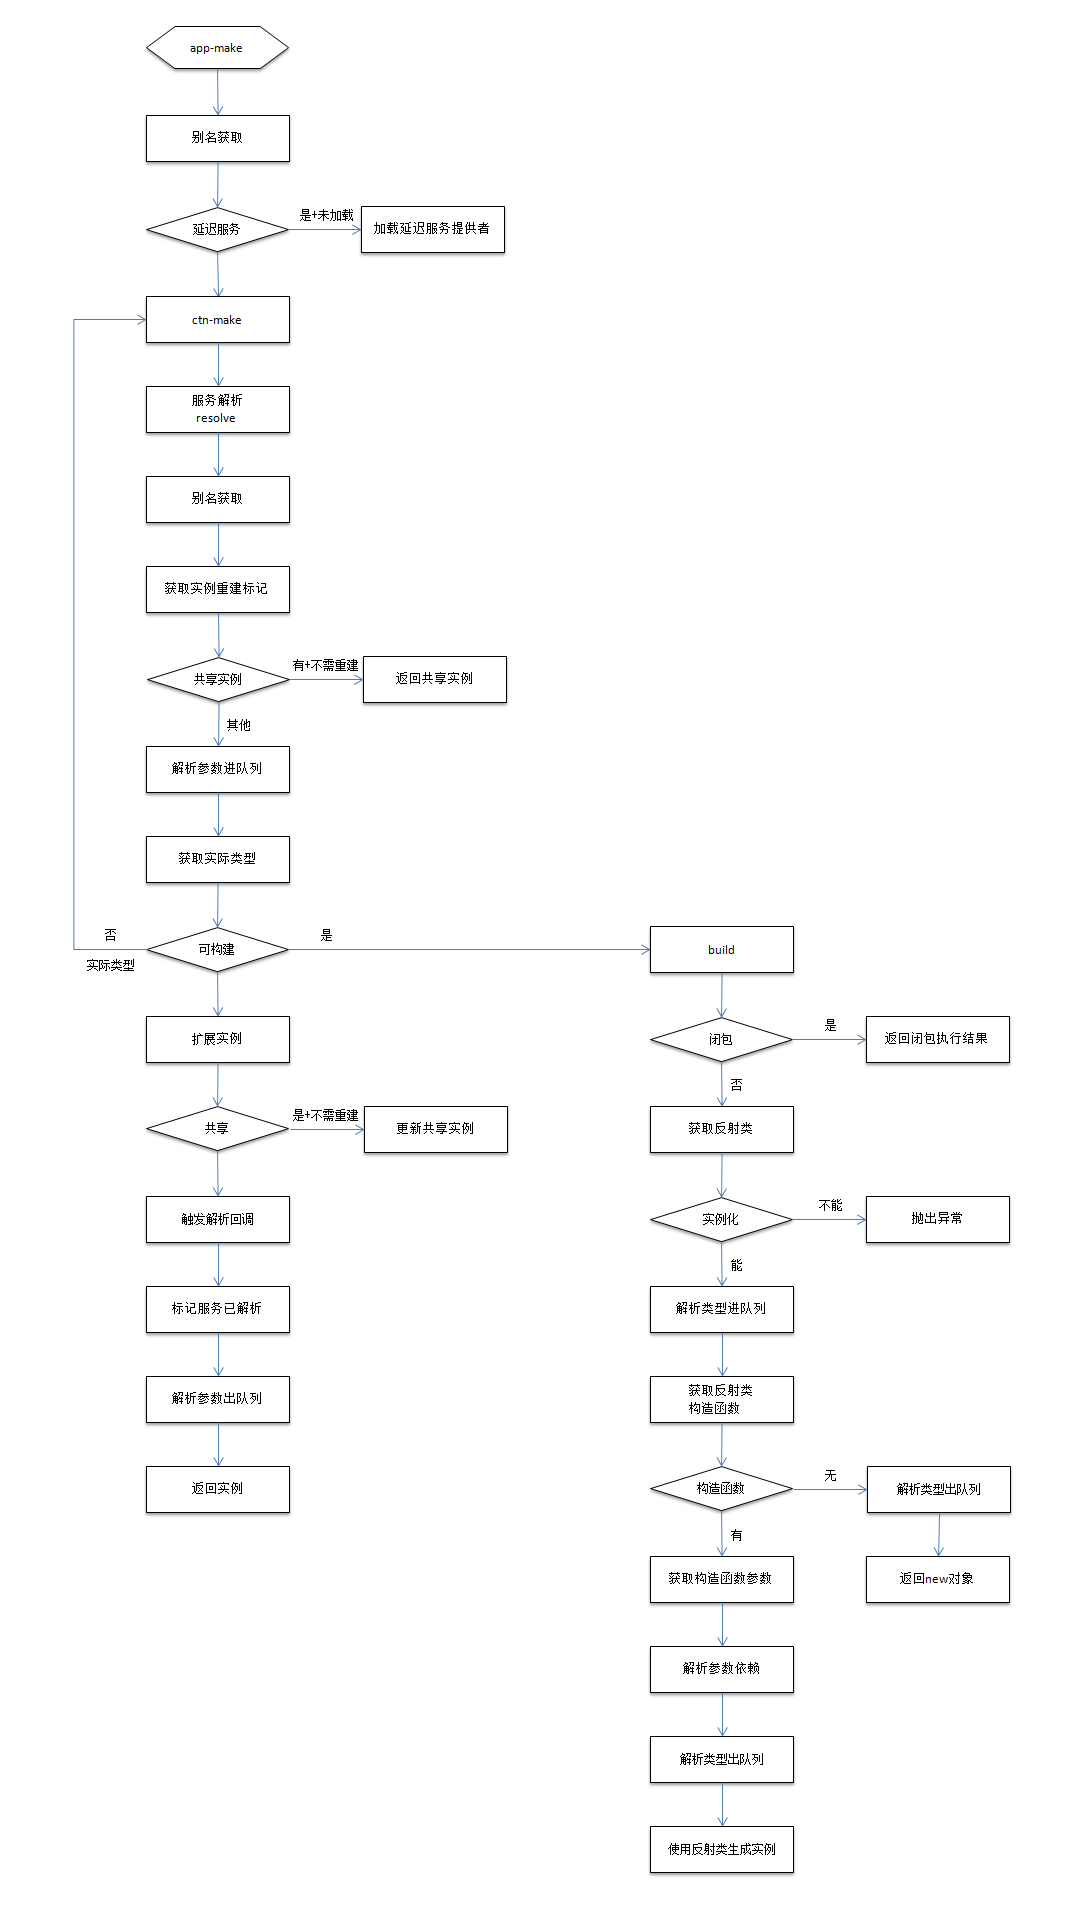 app-make
别名获取
延迟服务
是+未加载
加载延迟服务提供者
ctn-make
服务解析
resolve
别名获取
获取实例重建标记
共享实例
有+不需重建
返回共享实例
其他
解析参数进队列
获取实际类型
否
实际类型
可构建
是
build
扩展实例
闭包
是
返回闭包执行结果
否
共享
是+不需重建
更新共享实例
获取反射类
触发解析回调
实例化
不能
抛出异常
能
标记服务已解析
解析类型进队列
解析参数出队列
获取反射类
构造函数
返回实例
构造函数
无
解析类型出队列
有
获取构造函数参数
返回new对象
解析参数依赖
解析类型出队列
使用反射类生成实例